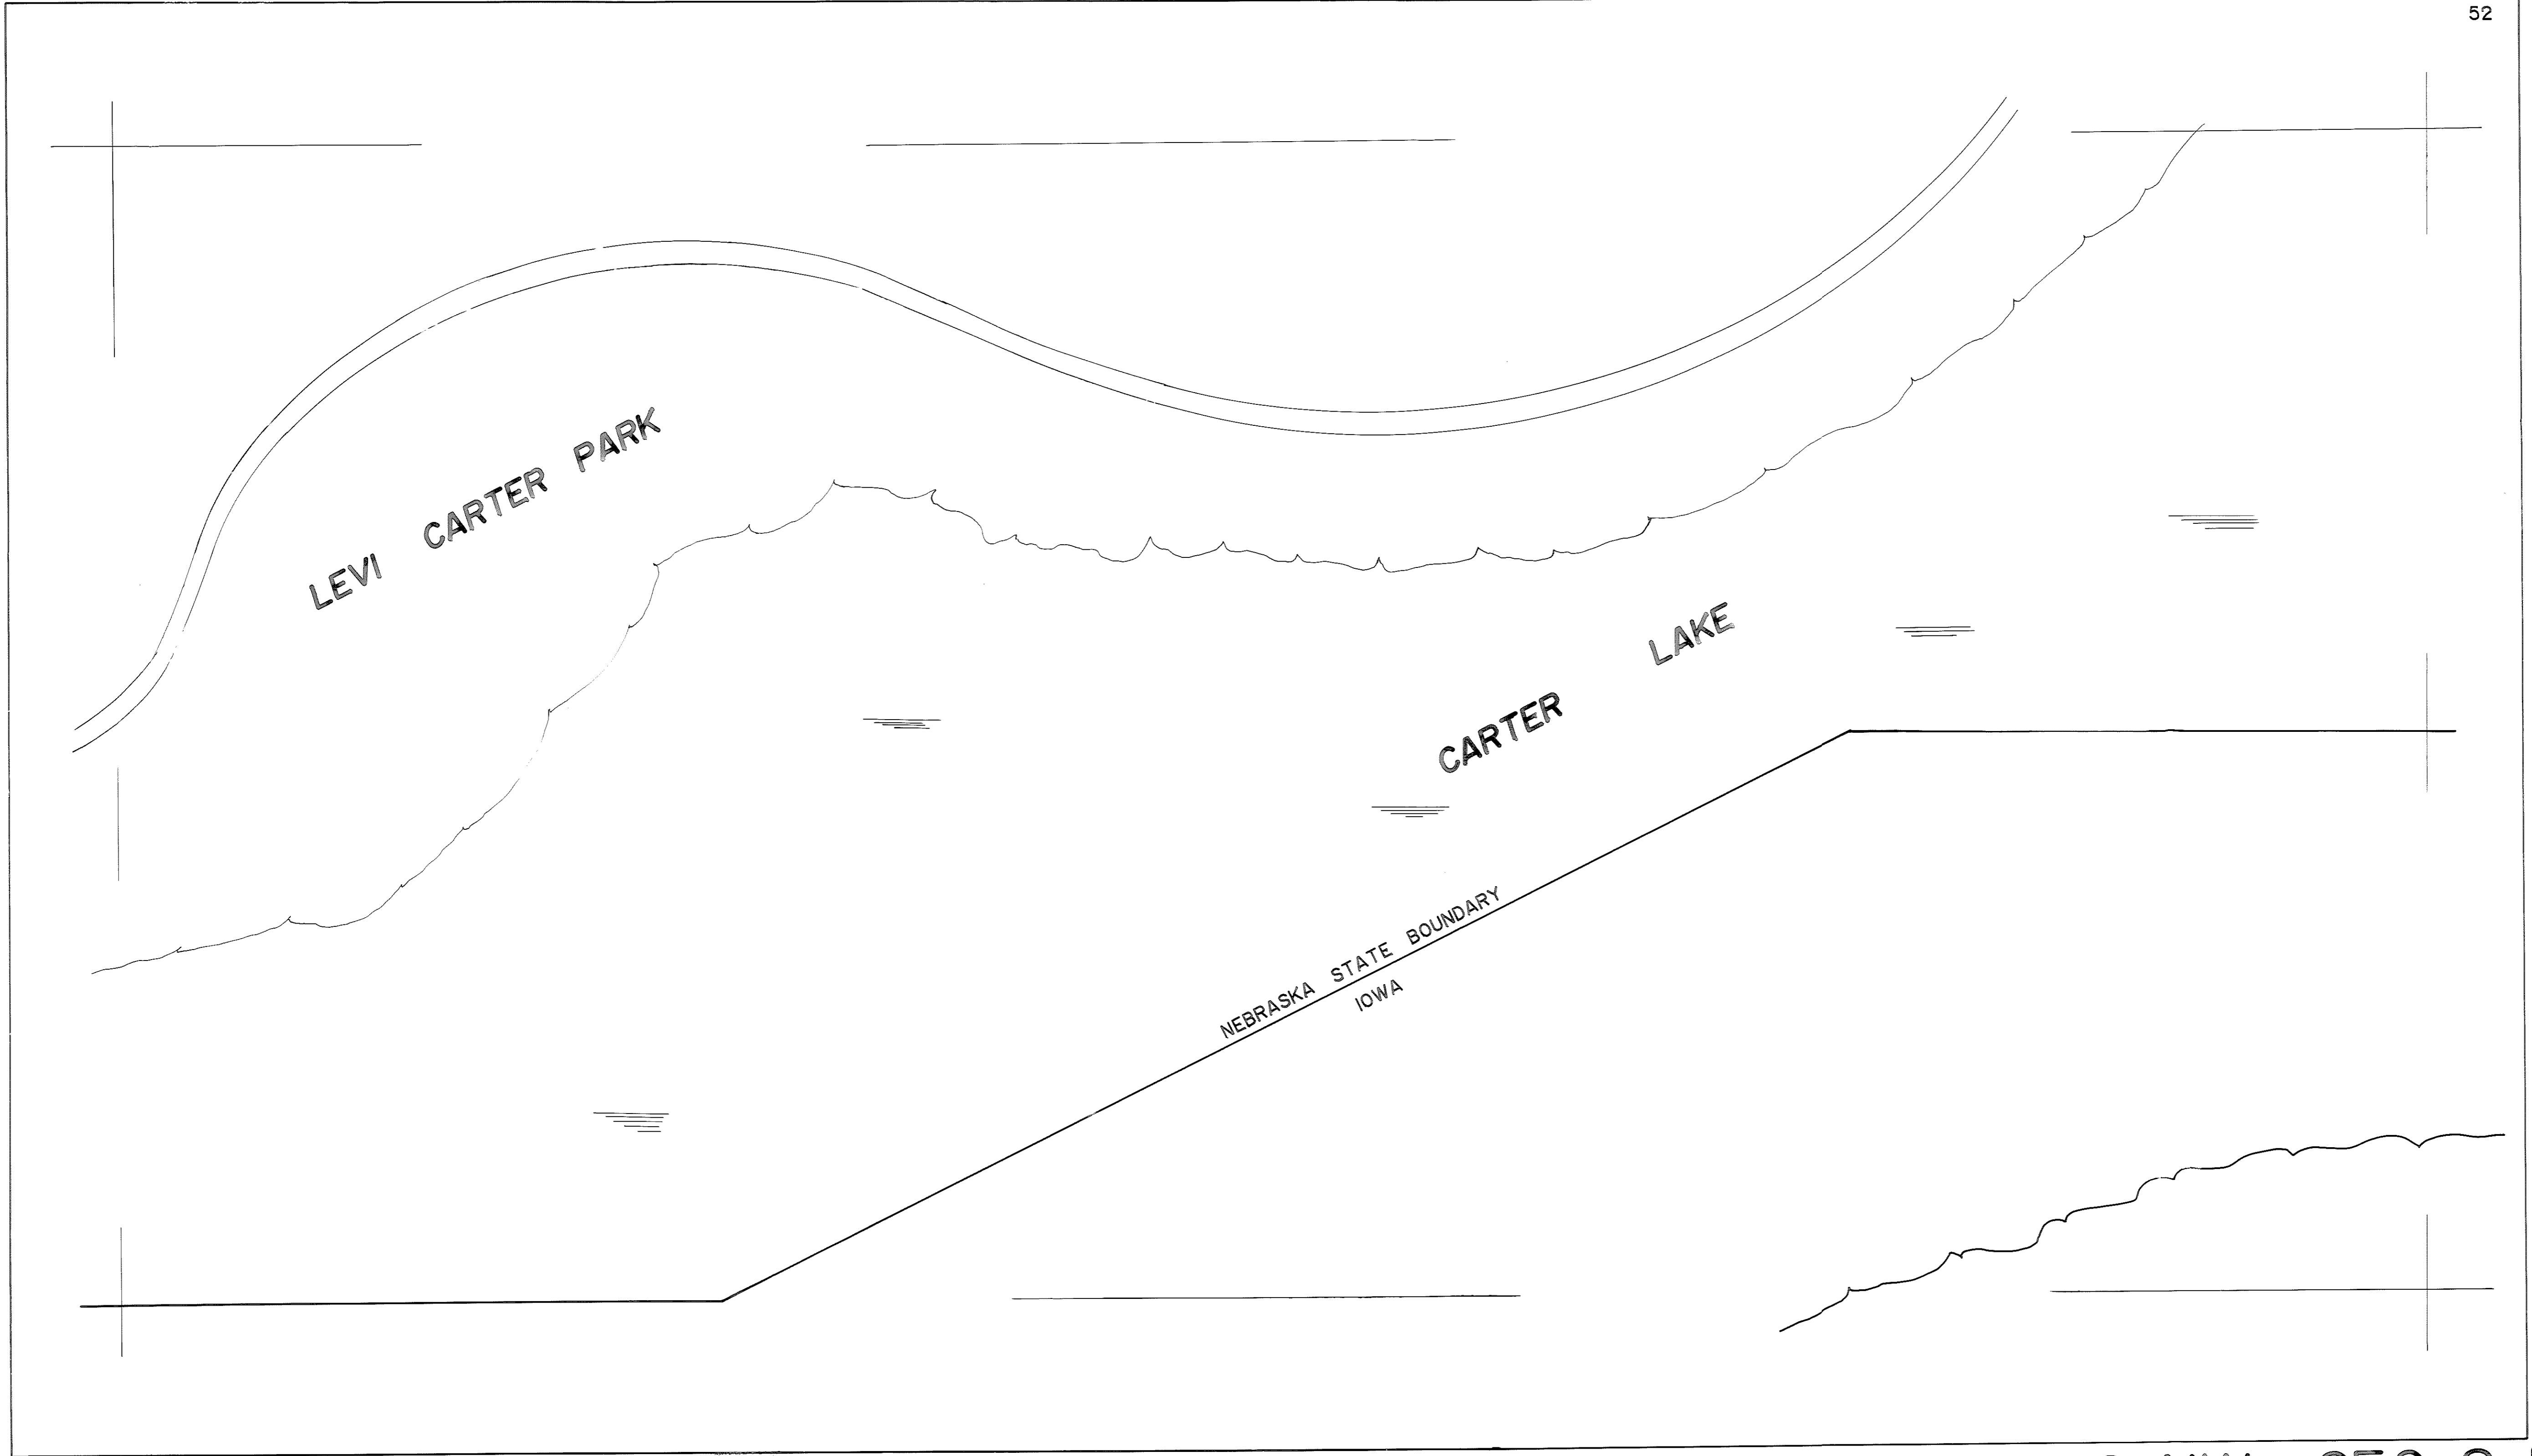 52
LEVI CARTER PARK
CARTER LAKE
NEBRASKA STATE BOUNDARY
IOWA